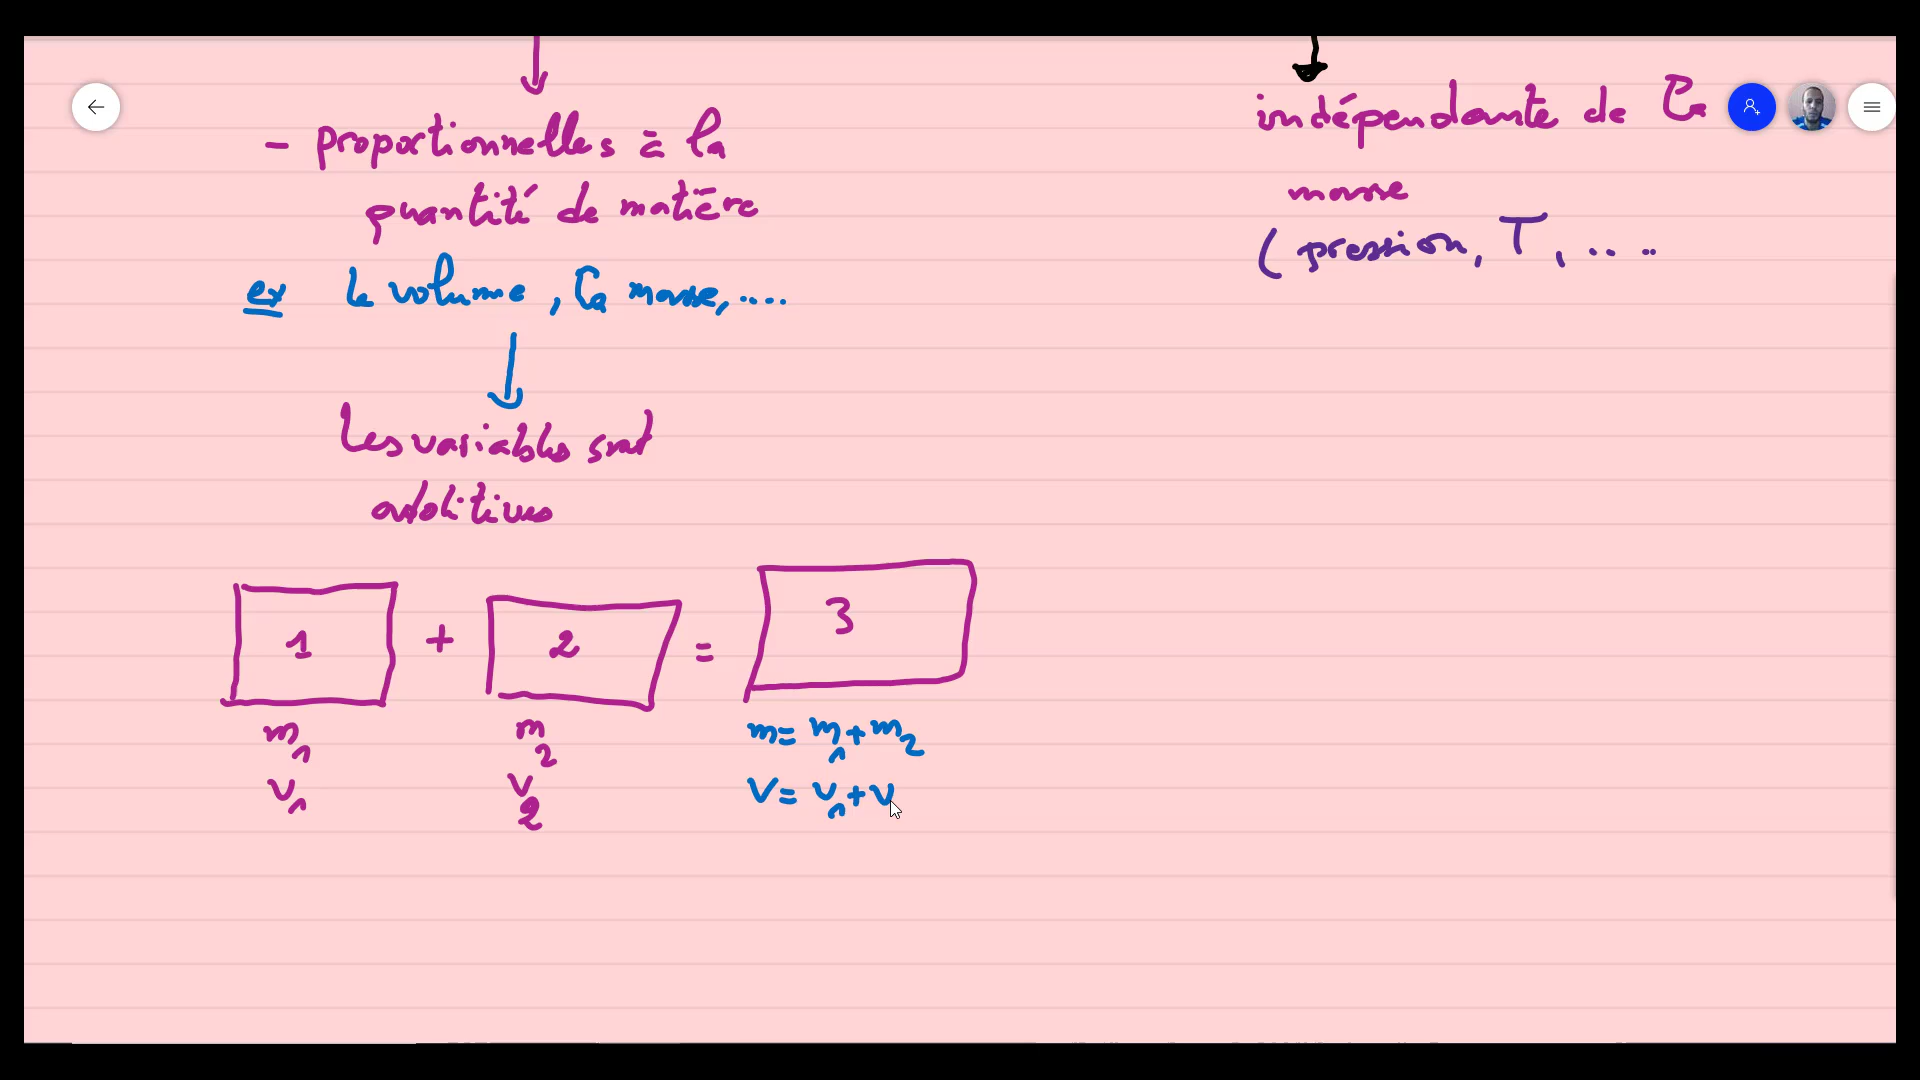 - proportionnelles à la
quantité de matière
ex le volume, la masse, ....
Les variables sont
additives
1 + 2 = 3
m1 m2 m = m1 + m2
v1 v2 V = v1 + v
indépendante de la
masse
( pression, T, ....